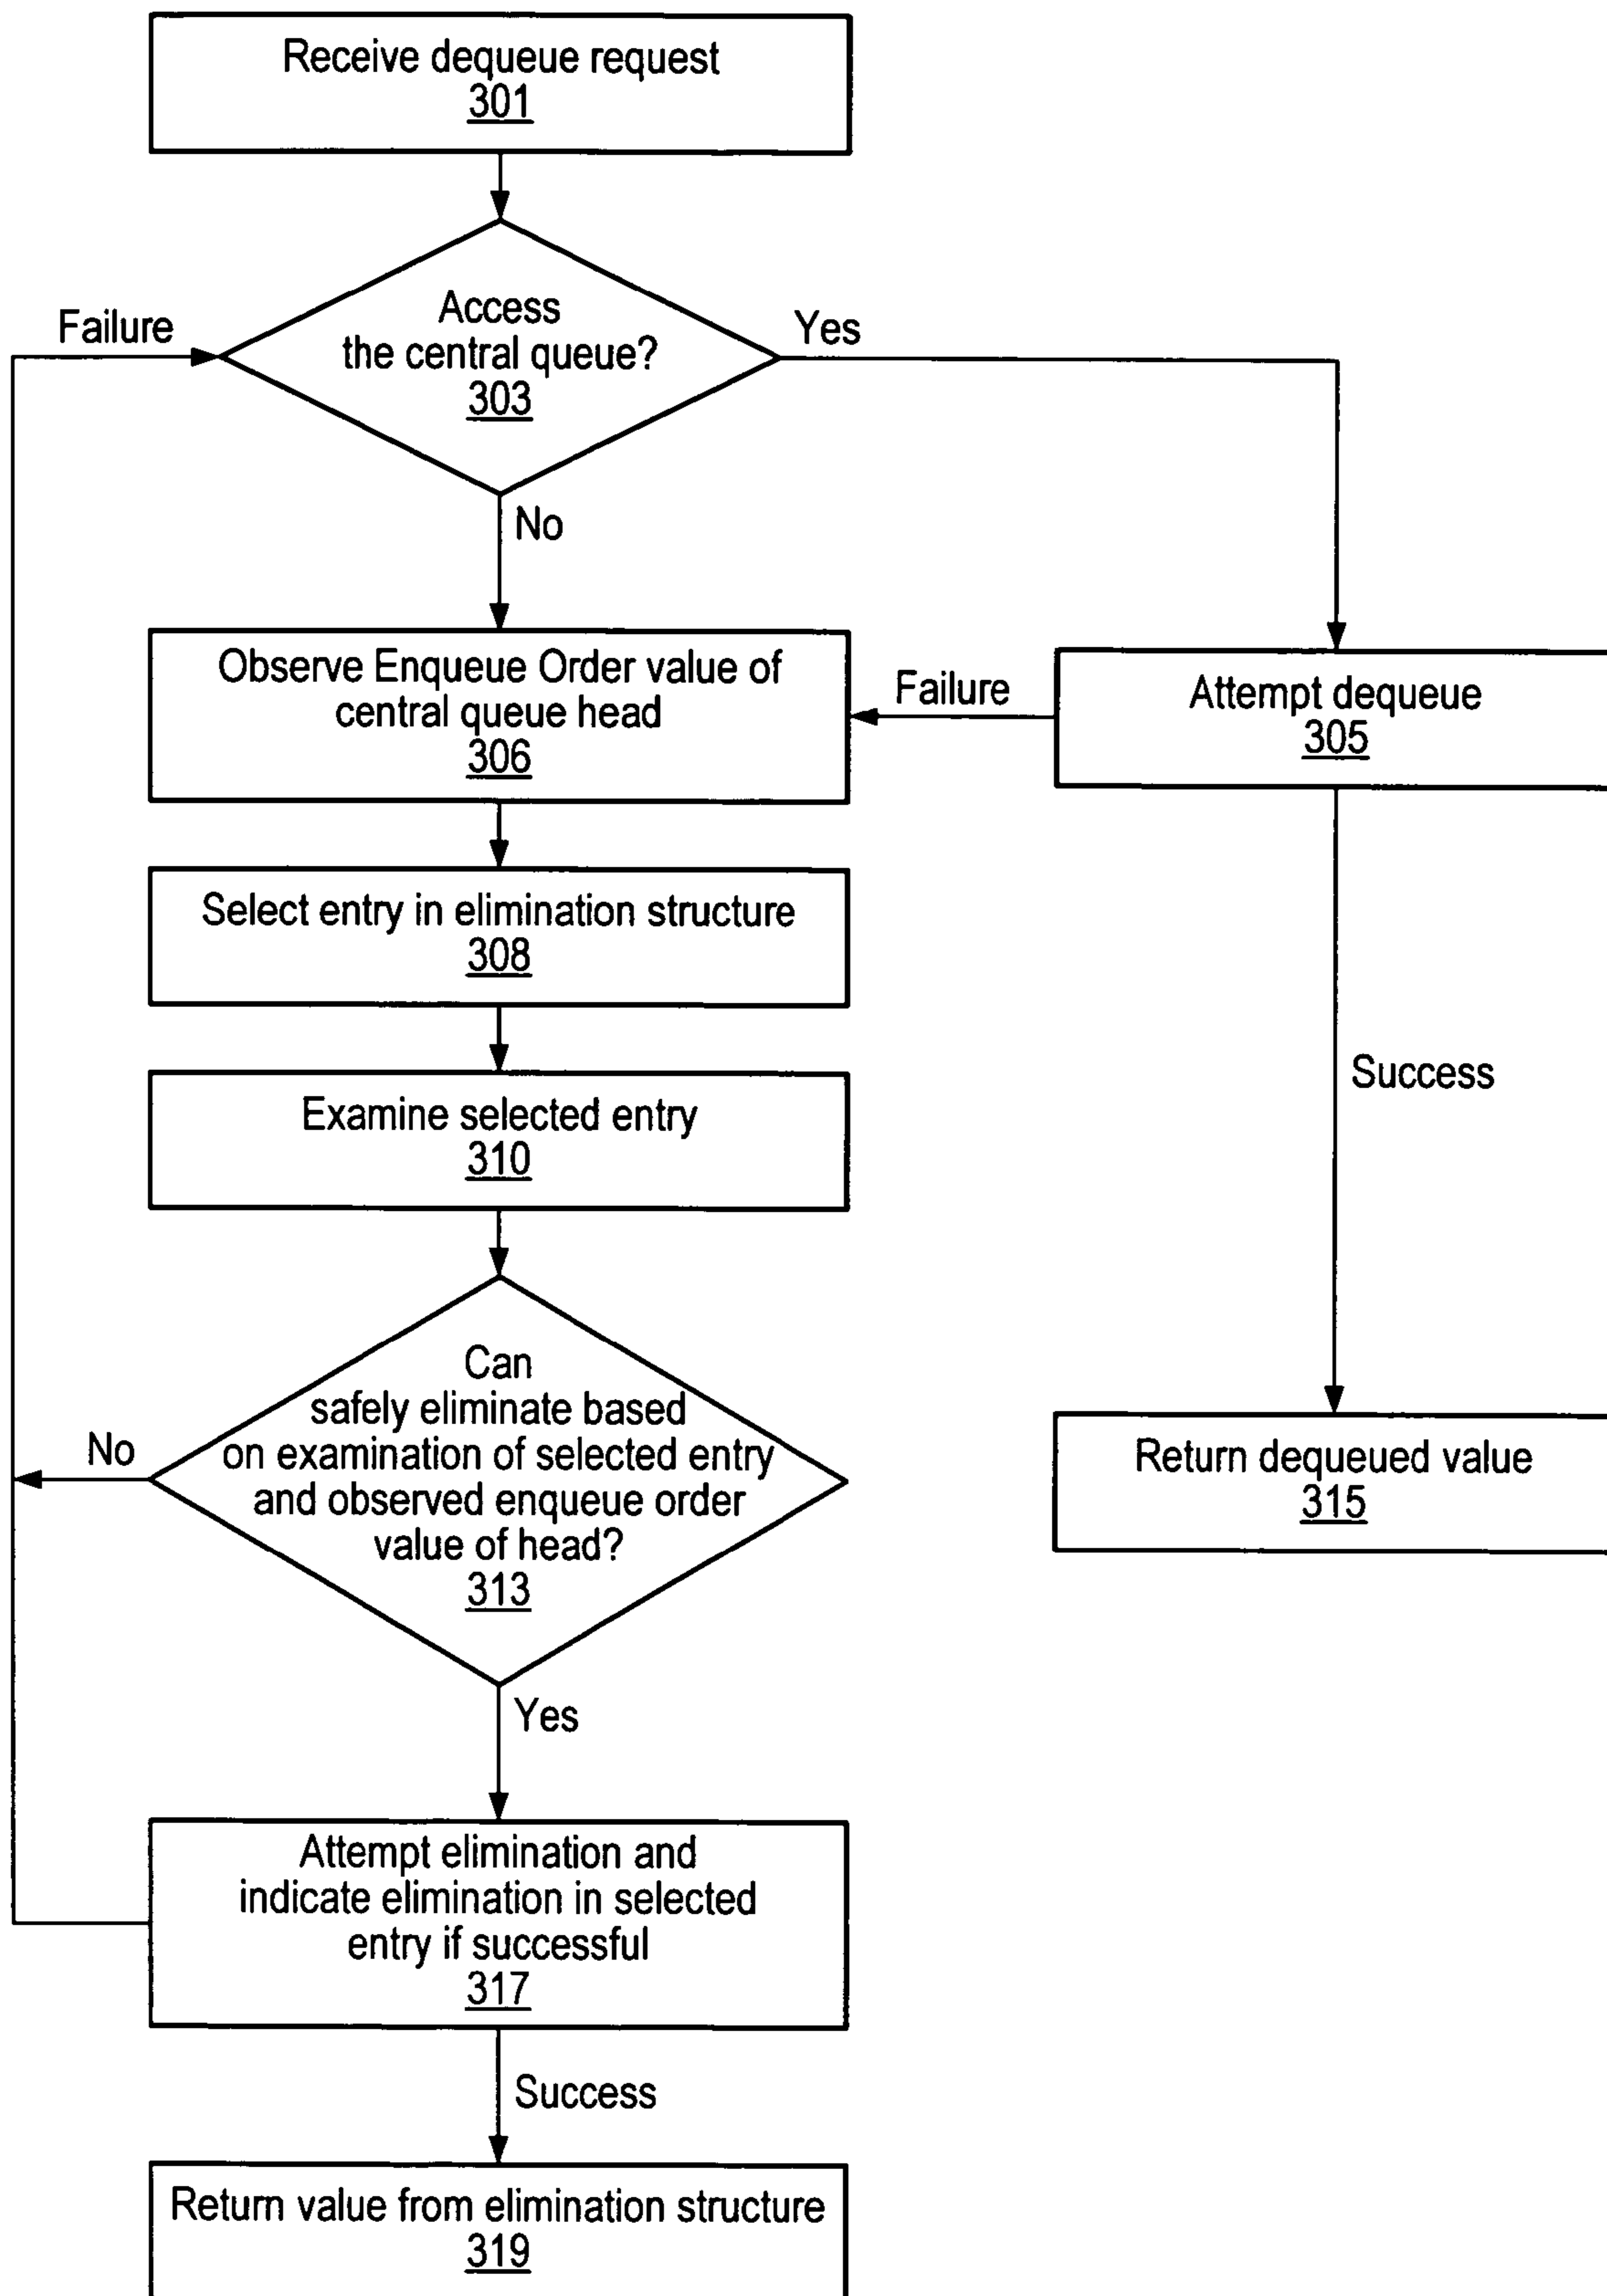 Receive dequeue request
301
Access
the central queue?
303
Failure
Yes
No
Observe Enqueue Order value of
central queue head
306
Failure
Attempt dequeue
305
Select entry in elimination structure
308
Examine selected entry
310
Success
Can
safely eliminate based
on examination of selected entry
and observed enqueue order
value of head?
313
No
Return dequeued value
315
Yes
Attempt elimination and
indicate elimination in selected
entry if successful
317
Success
Return value from elimination structure
319